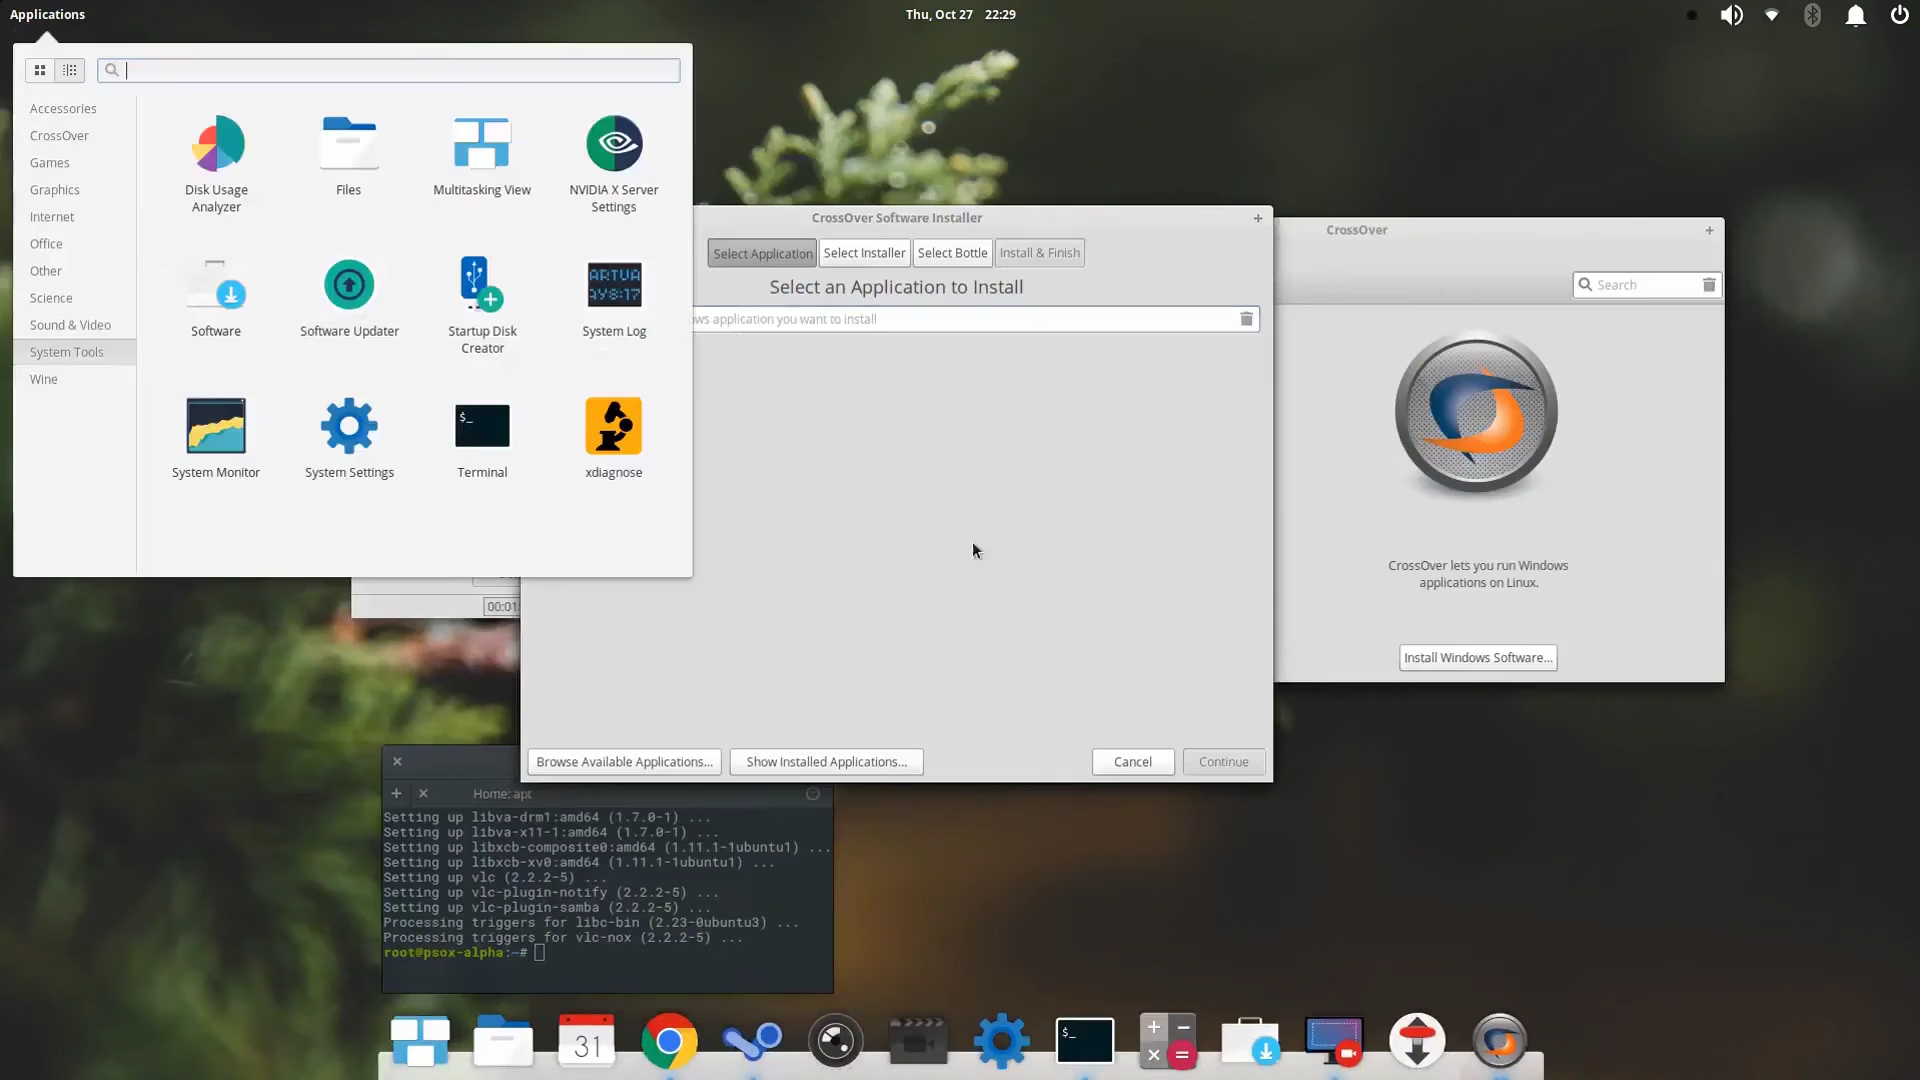 Applications
Thu, Oct 27 22:29
Accessories
CrossOver
Games
Graphics
Internet
Office
Other
Science
Sound & Video
System Tools
Wine
Disk Usage
Analyzer
Files
Multitasking View
NVIDIA X Server
Settings
Software
Software Updater
Startup Disk
Creator
ARTUA
AY8:17
System Log
System Monitor
System Settings
$_
Terminal
xdiagnose
CrossOver Software Installer
+
Select Application
Select Installer
Select Bottle
Install & Finish
Select an Application to Install
ws application you want to install
Browse Available Applications...
Show Installed Applications...
Cancel
Continue
CrossOver
+
Search
CrossOver lets you run Windows
applications on Linux.
Install Windows Software...
00:01
Home: apt
Setting up libva-drm1:amd64 (1.7.0-1) ...
Setting up libva-x11-1:amd64 (1.7.0-1) ...
Setting up libxcb-composite0:amd64 (1.11.1-1ubuntu1) ...
Setting up libxcb-xv0:amd64 (1.11.1-1ubuntu1) ...
Setting up vlc (2.2.2-5) ...
Setting up vlc-plugin-notify (2.2.2-5) ...
Setting up vlc-plugin-samba (2.2.2-5) ...
Processing triggers for libc-bin (2.23-0ubuntu3) ...
Processing triggers for vlc-nox (2.2.2-5) ...
root@psox-alpha:~#
31
$_